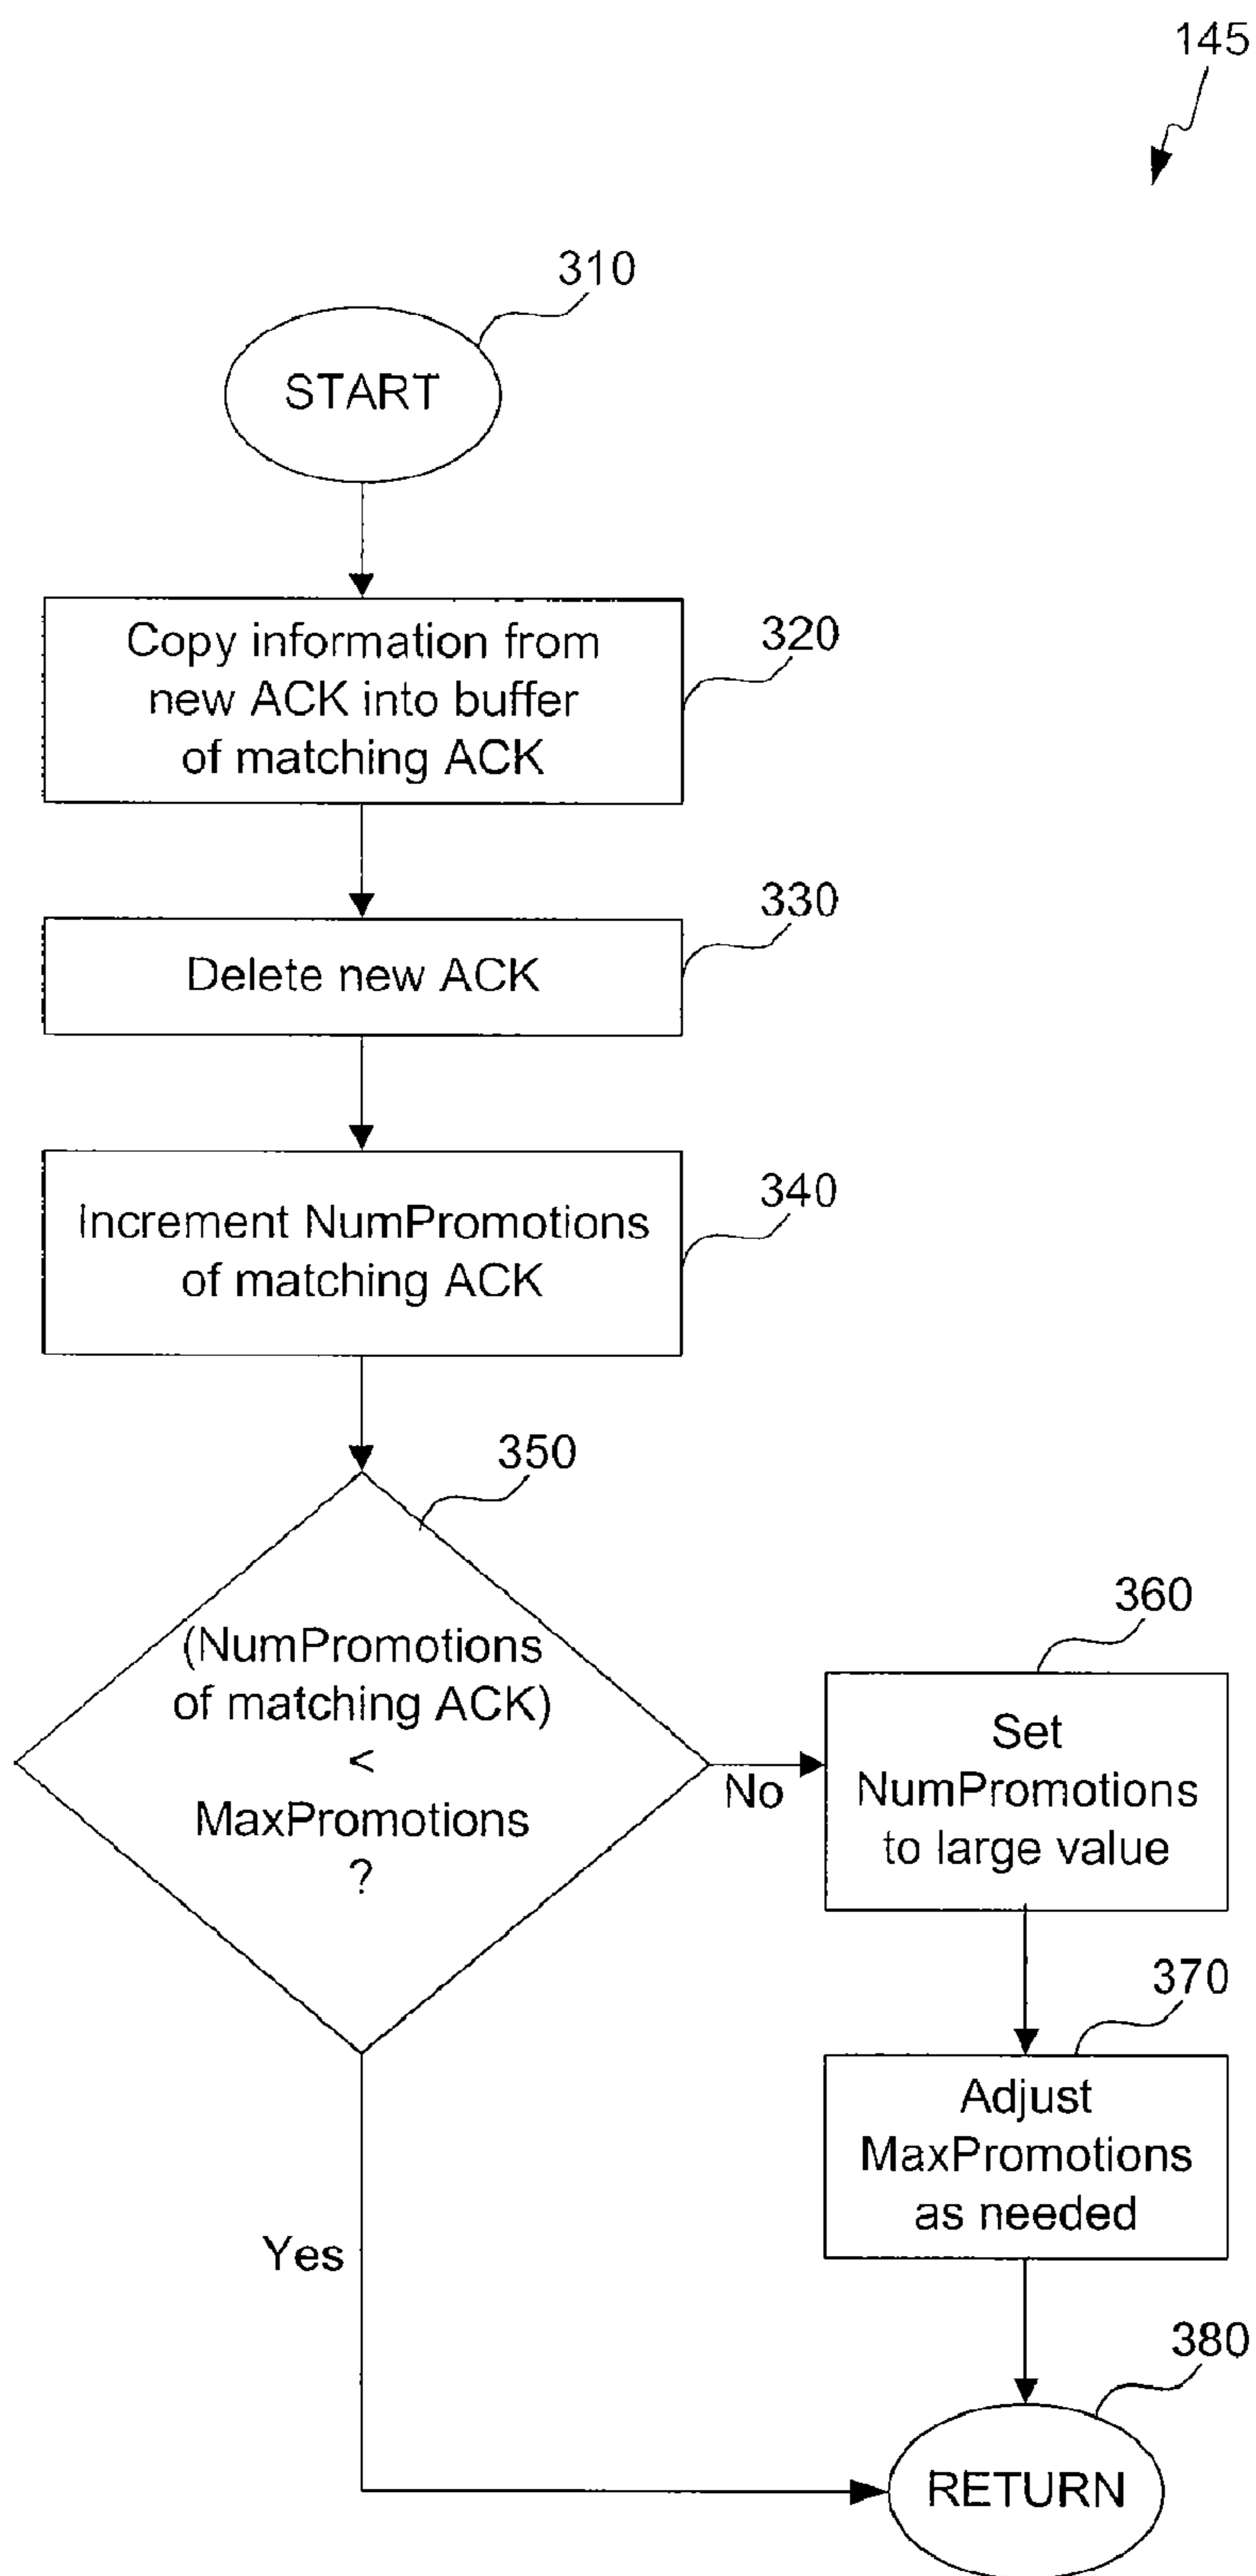 145
310
START
Copy information from
new ACK into buffer
of matching ACK
320
Delete new ACK
330
Increment NumPromotions
of matching ACK
340
350
(NumPromotions
of matching ACK)
<
MaxPromotions
?
No
Yes
360
Set
NumPromotions
to large value
370
Adjust
MaxPromotions
as needed
380
RETURN